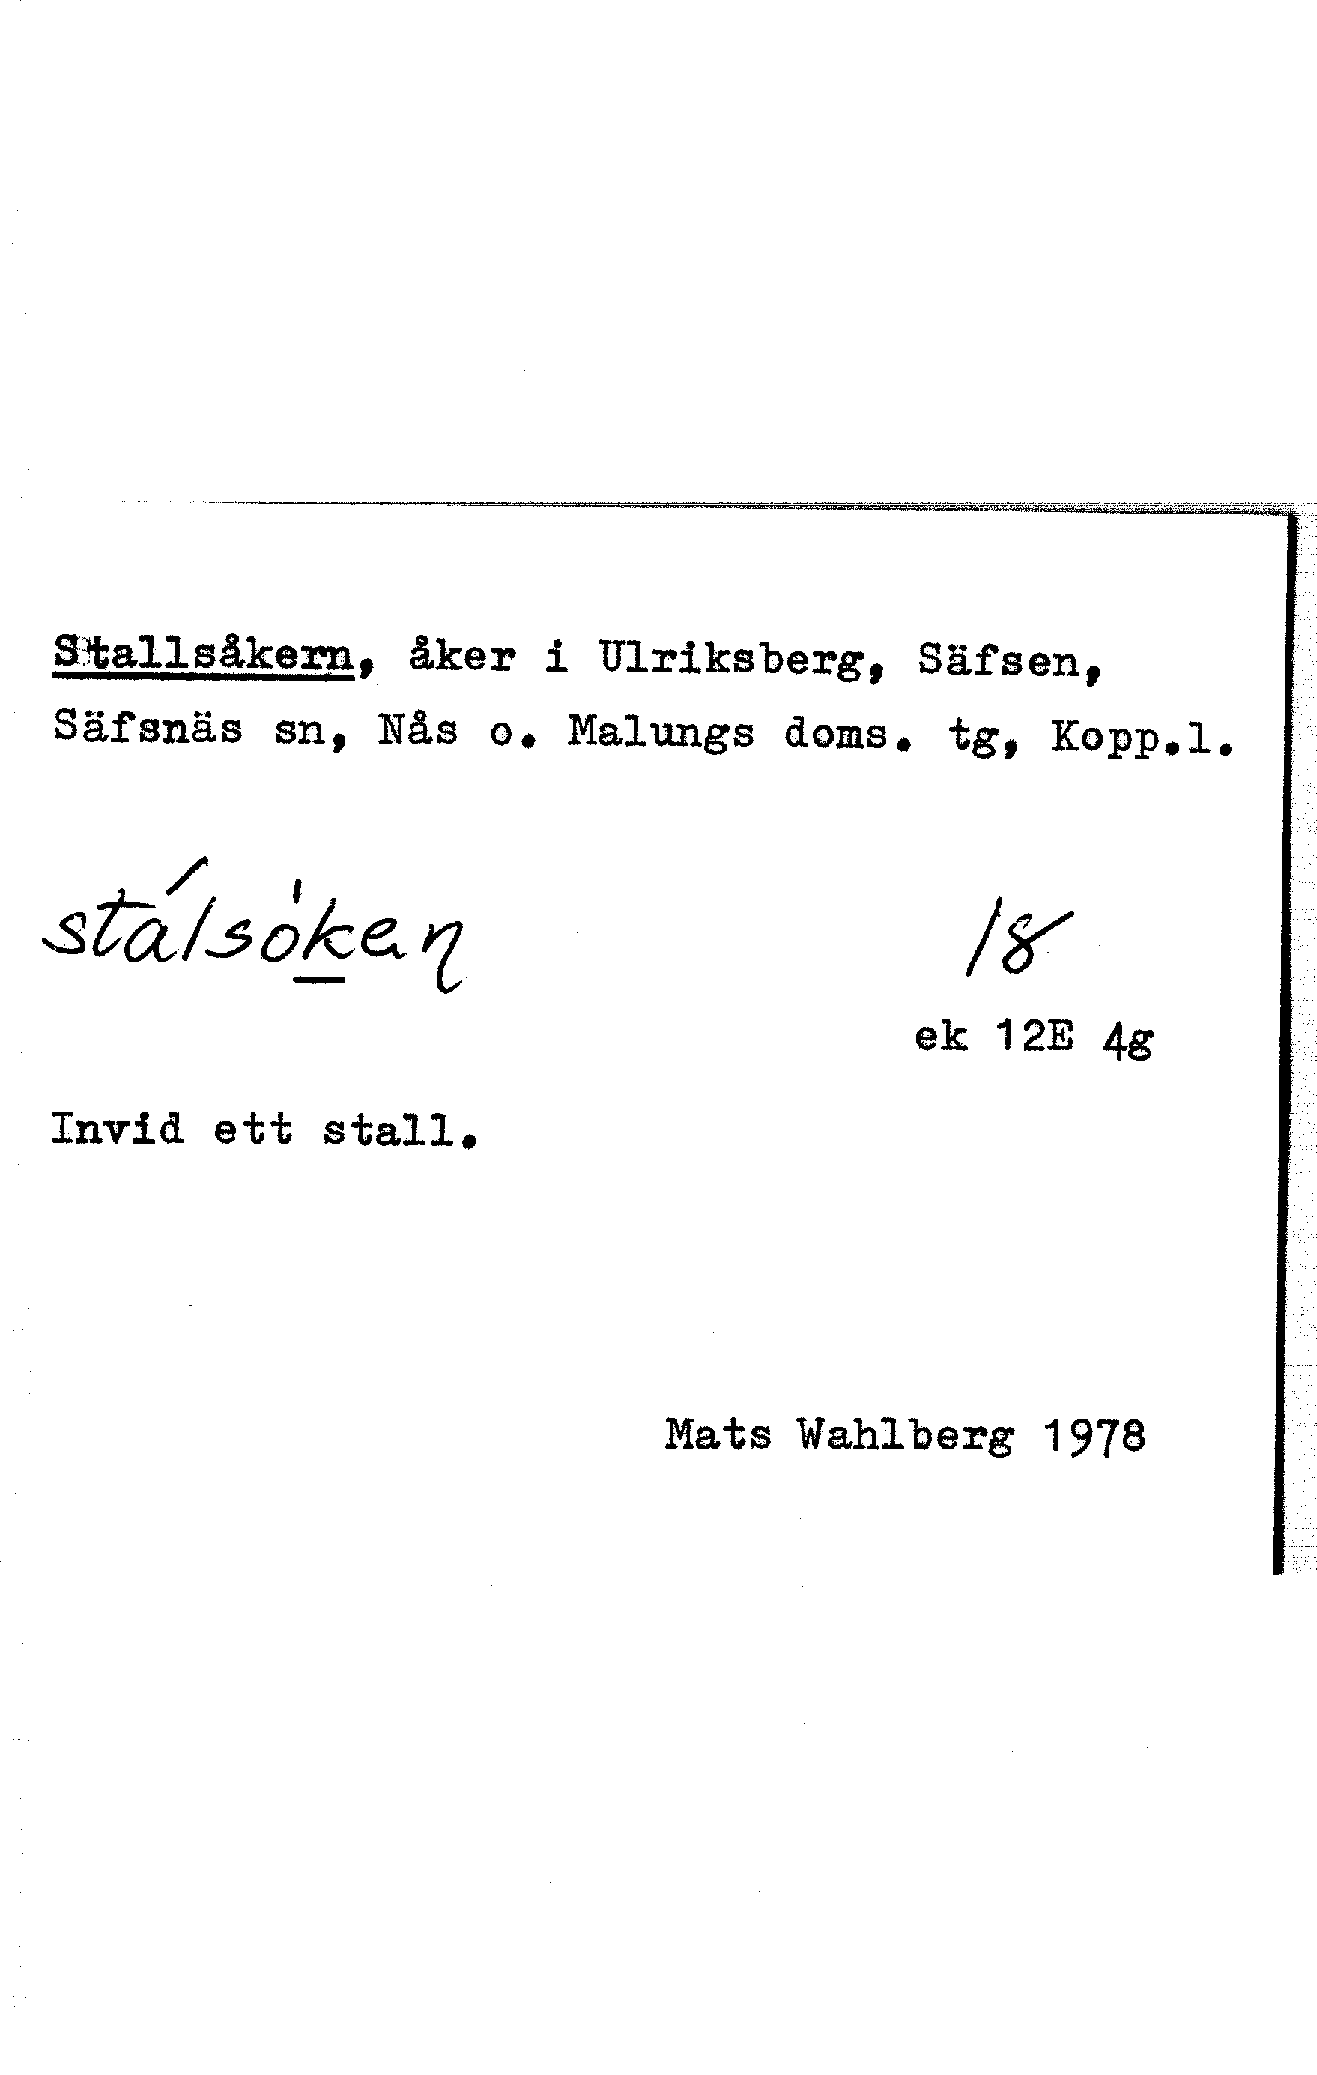 Stallsåkern, åker i Ulriksberg, Säfsen,
Säfsnäs sn, Nås o. Malungs doms. tg, Kopp.l.
stálsòkaη 18
ek 12E 4g
Invid ett stall.
Mats Wahlberg 1978